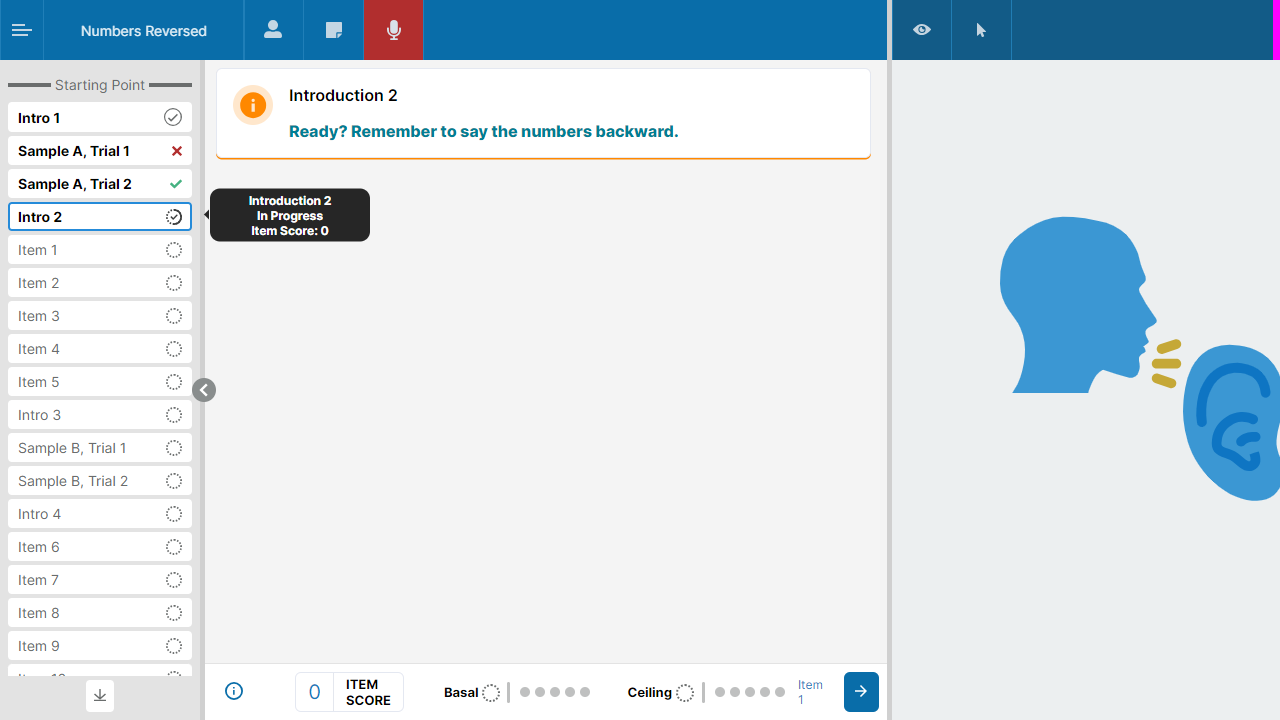 Numbers Reversed
Starting Point
Intro 1
Sample A, Trial 1
Sample A, Trial 2
Intro 2
Item 1
Item 2
Item 3
Item 4
Item 5
Intro 3
Sample B, Trial 1
Sample B, Trial 2
Intro 4
Item 6
Item 7
Item 8
Item 9
Introduction 2
Ready? Remember to say the numbers backward.
Introduction 2
In Progress
Item Score: 0
0
ITEM
SCORE
Basal
Ceiling
Item
1